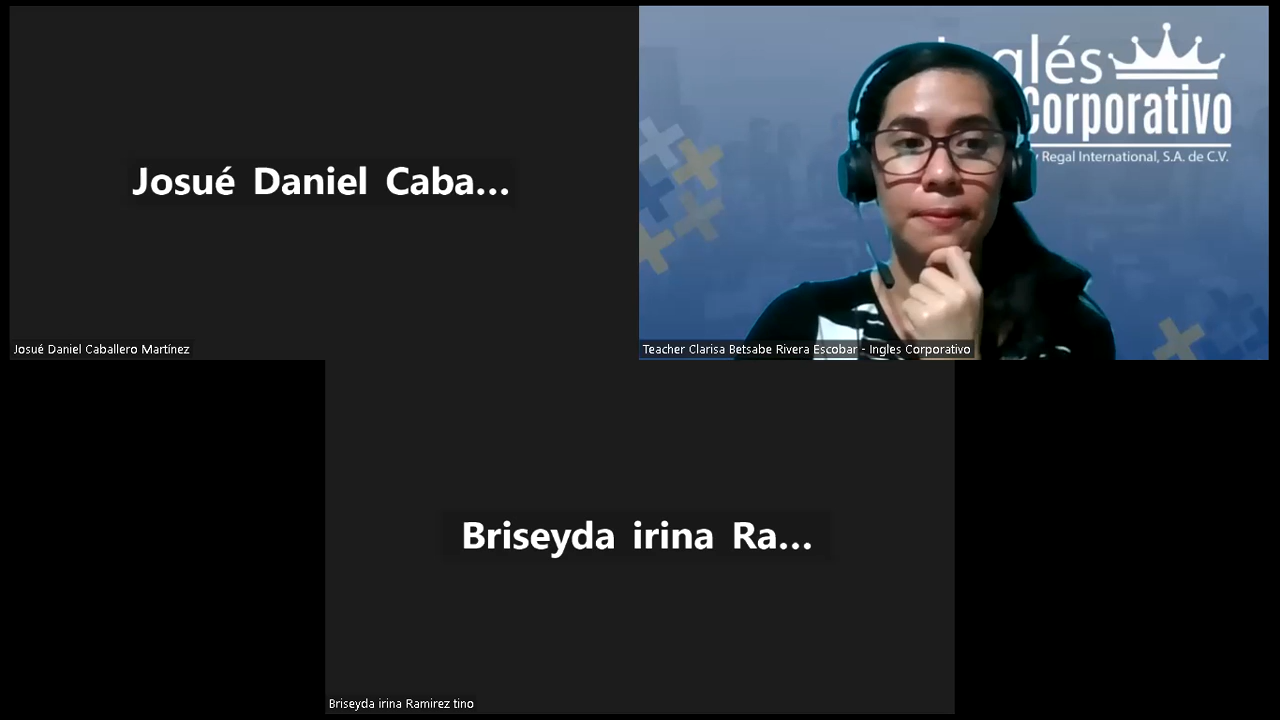 Josué Daniel Caba...
Josué Daniel Caballero Martínez
glés
Corporativo
y Regal International, S.A. de C.V.
Teacher Clarisa Betsabe Rivera Escobar - Ingles Corporativo
Briseyda irina Ra...
Briseyda irina Ramirez tino